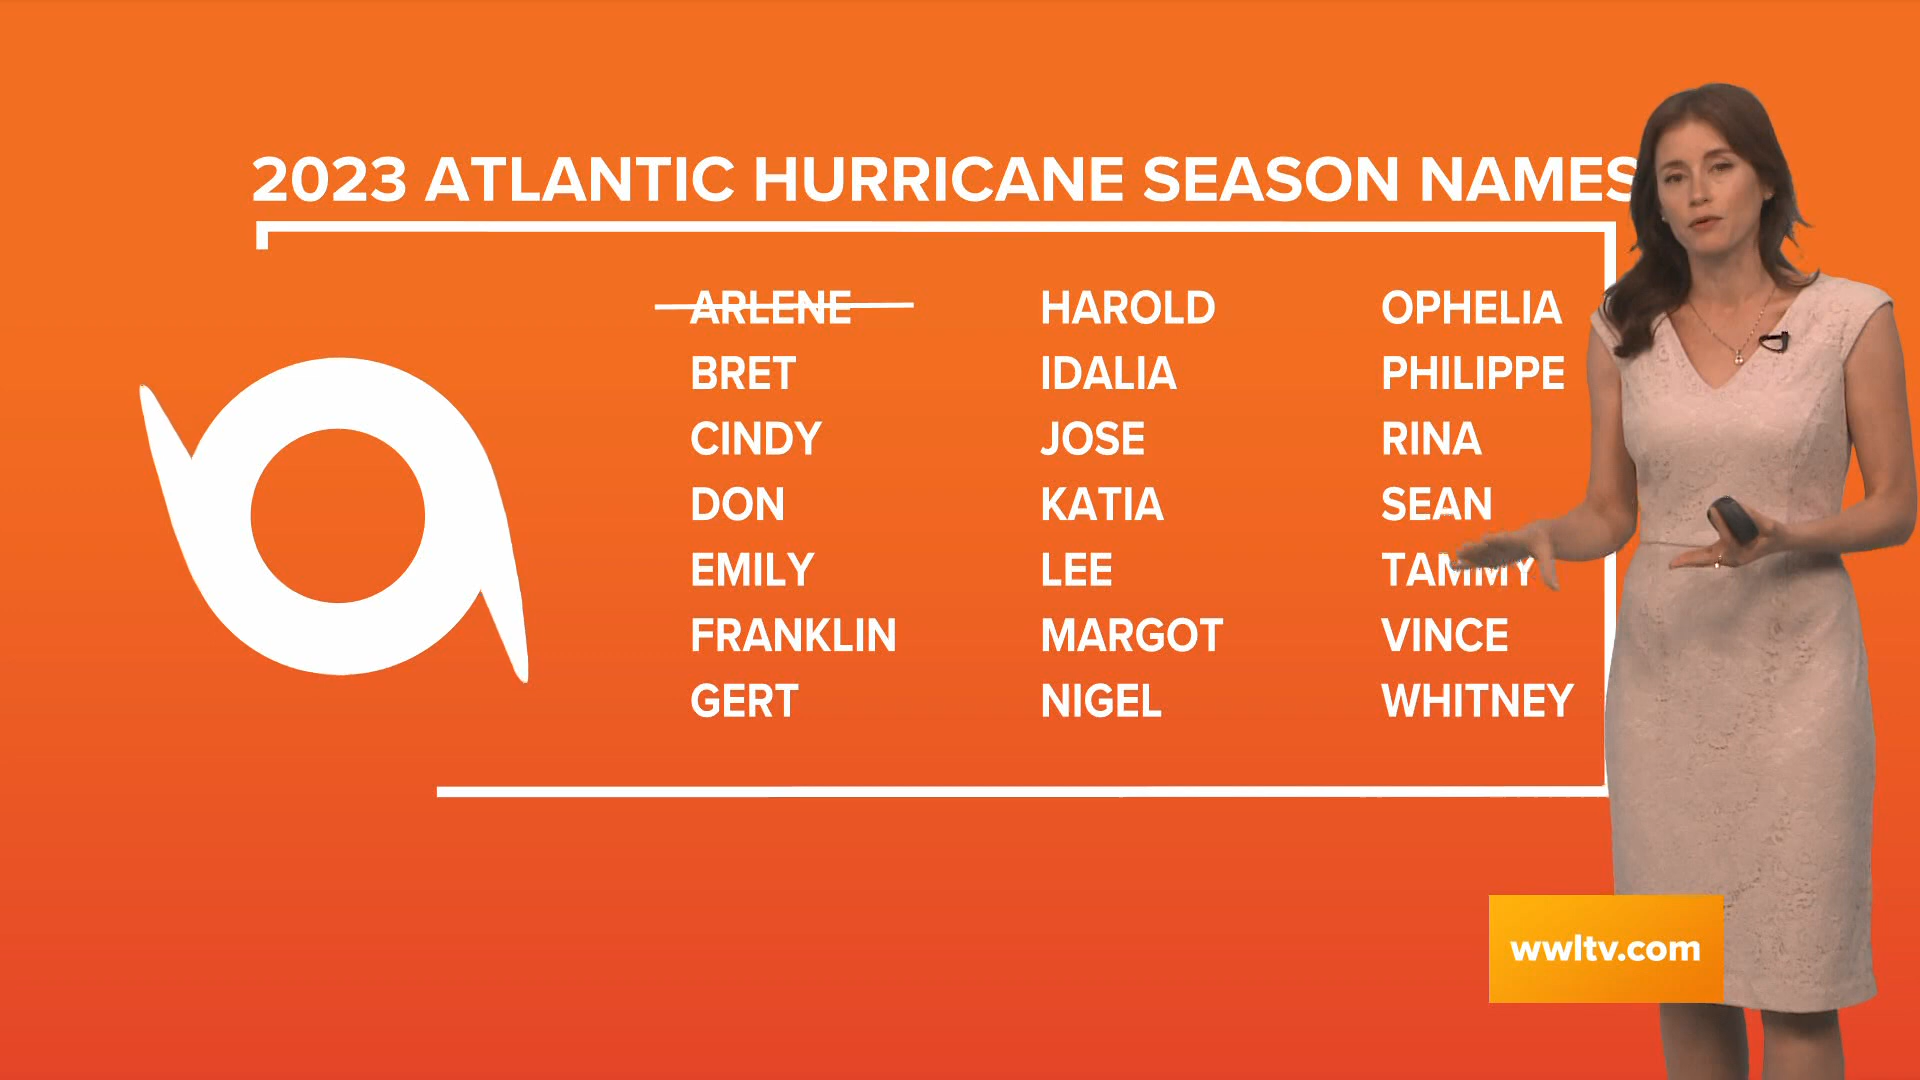 2023 ATLANTIC HURRICANE SEASON NAMES
ARLENE
BRET
CINDY
DON
EMILY
FRANKLIN
GERT
HAROLD
IDALIA
JOSE
KATIA
LEE
MARGOT
NIGEL
OPHELIA
PHILIPPE
RINA
SEAN
TAMMY
VINCE
WHITNEY
wwltv.com